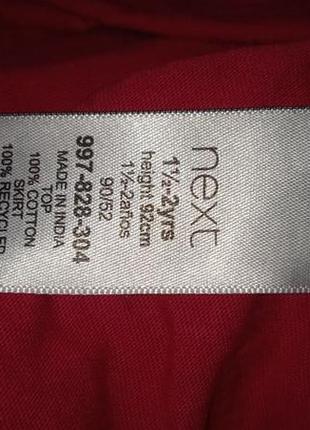 next
1½-2yrs
height 92cm
1½-2años
90/52
997-828-304
MADE IN INDIA
TOP
100% COTTON
SKIRT
100% RECYCLED